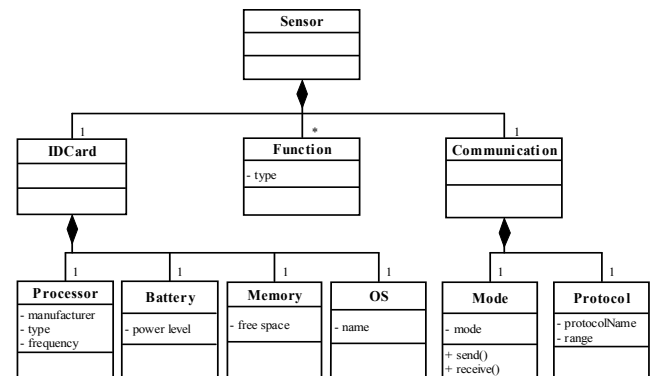 Sensor
1
*
1
IDCard
Function
Communication
- type
1
1
1
1
1
1
Processor
Battery
Memory
OS
Mode
Protocol
- manufacturer
- type
- frequency
- power level
- free space
- name
- mode
- protocolName
- range
+ send()
+ receive()